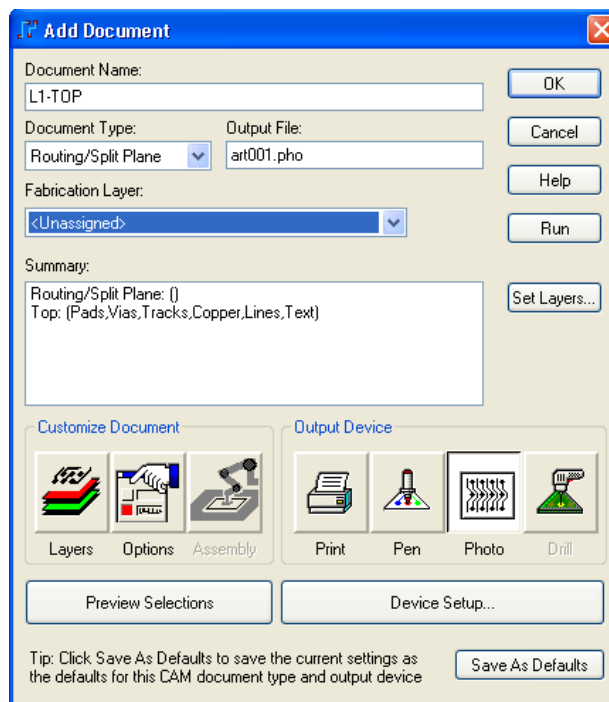 Add Document
Document Name:
L1-TOP
OK
Document Type:
Output File:
Cancel
Routing/Split Plane
art001.pho
Fabrication Layer:
Help
<Unassigned>
Run
Summary:
Routing/Split Plane: ()
Top: (Pads,Vias,Tracks,Copper,Lines,Text)
Set Layers...
Customize Document
Output Device
Layers
Options
Assembly
Print
Pen
Photo
Drill
Preview Selections
Device Setup...
Tip: Click Save As Defaults to save the current settings as
the defaults for this CAM document type and output device
Save As Defaults